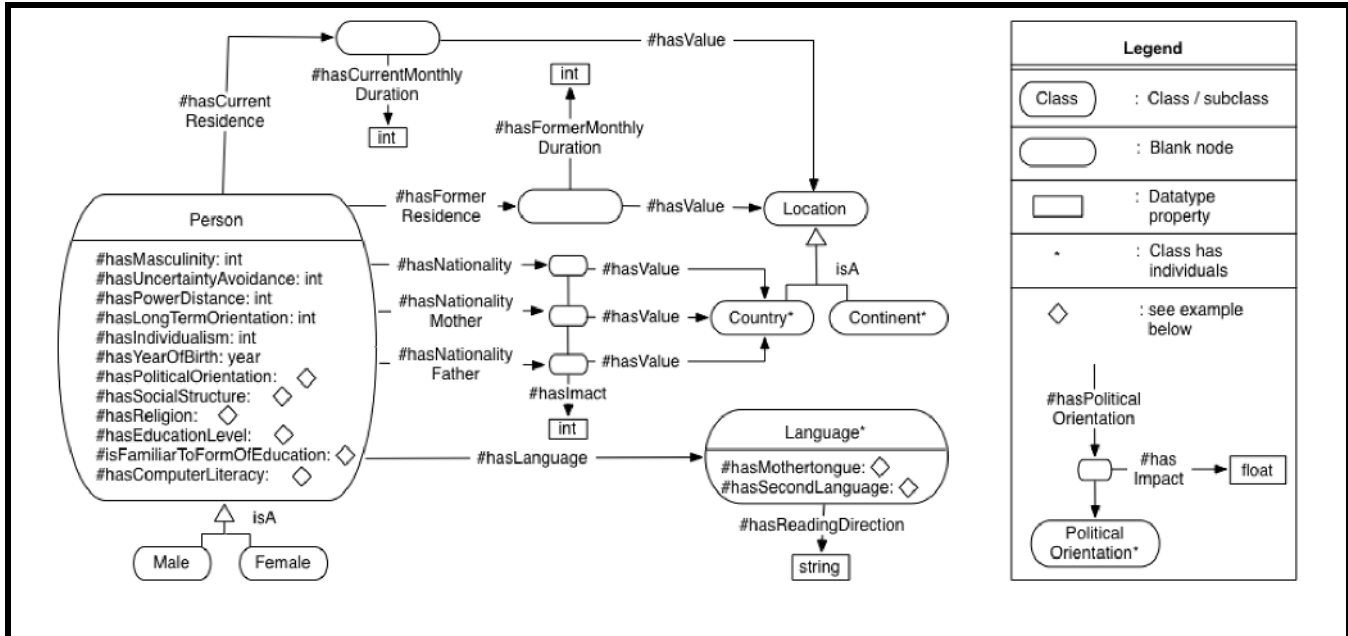 #hasValue
#hasCurrentMonthly
Duration
int
#hasCurrent
Residence
int
#hasFormerMonthly
Duration
#hasFormer
Residence
#hasValue
Location
Person
#hasMasculinity: int
#hasUncertaintyAvoidance: int
#hasPowerDistance: int
#hasLongTermOrientation: int
#hasIndividualism: int
#hasYearOfBirth: year
#hasPoliticalOrientation:
#hasSocialStructure:
#hasReligion:
#hasEducationLevel:
#isFamiliarToFormOfEducation:
#hasComputerLiteracy:
#hasNationality
#hasValue
isA
#hasNationality
Mother
#hasValue
Country*
Continent*
#hasNationality
Father
#hasValue
#hasImact
int
#hasLanguage
Language*
#hasMothertongue:
#hasSecondLanguage:
#hasReadingDirection
string
isA
Male
Female
Legend
Class
: Class / subclass
: Blank node
: Datatype
property
*
: Class has
individuals
: see example
below
#hasPolitical
Orientation
#has
Impact
float
Political
Orientation*